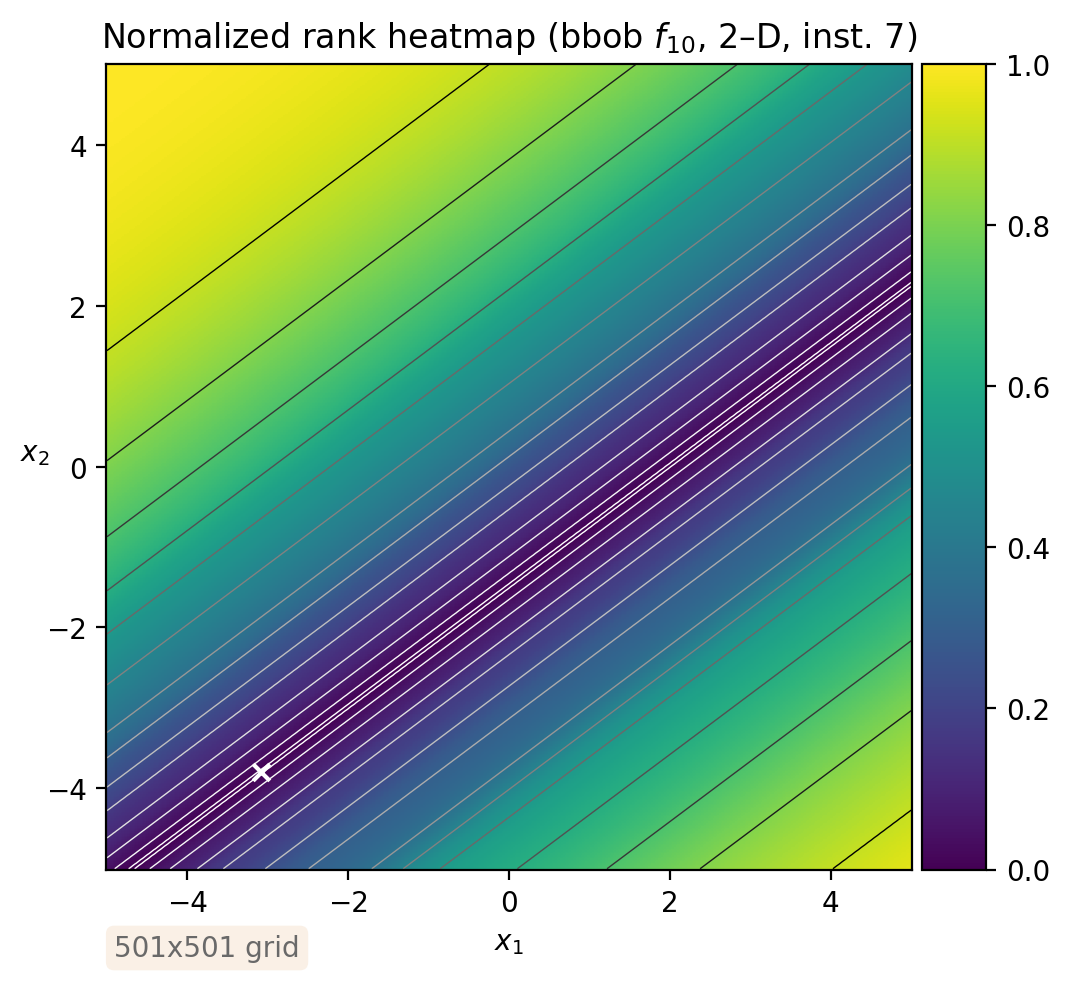 Normalized rank heatmap (bbob f10, 2–D, inst. 7)
1.0
0.8
0.6
0.4
0.2
0.0
4
2
0
−2
−4
x2
−4 −2 0 2 4
x1
501x501 grid